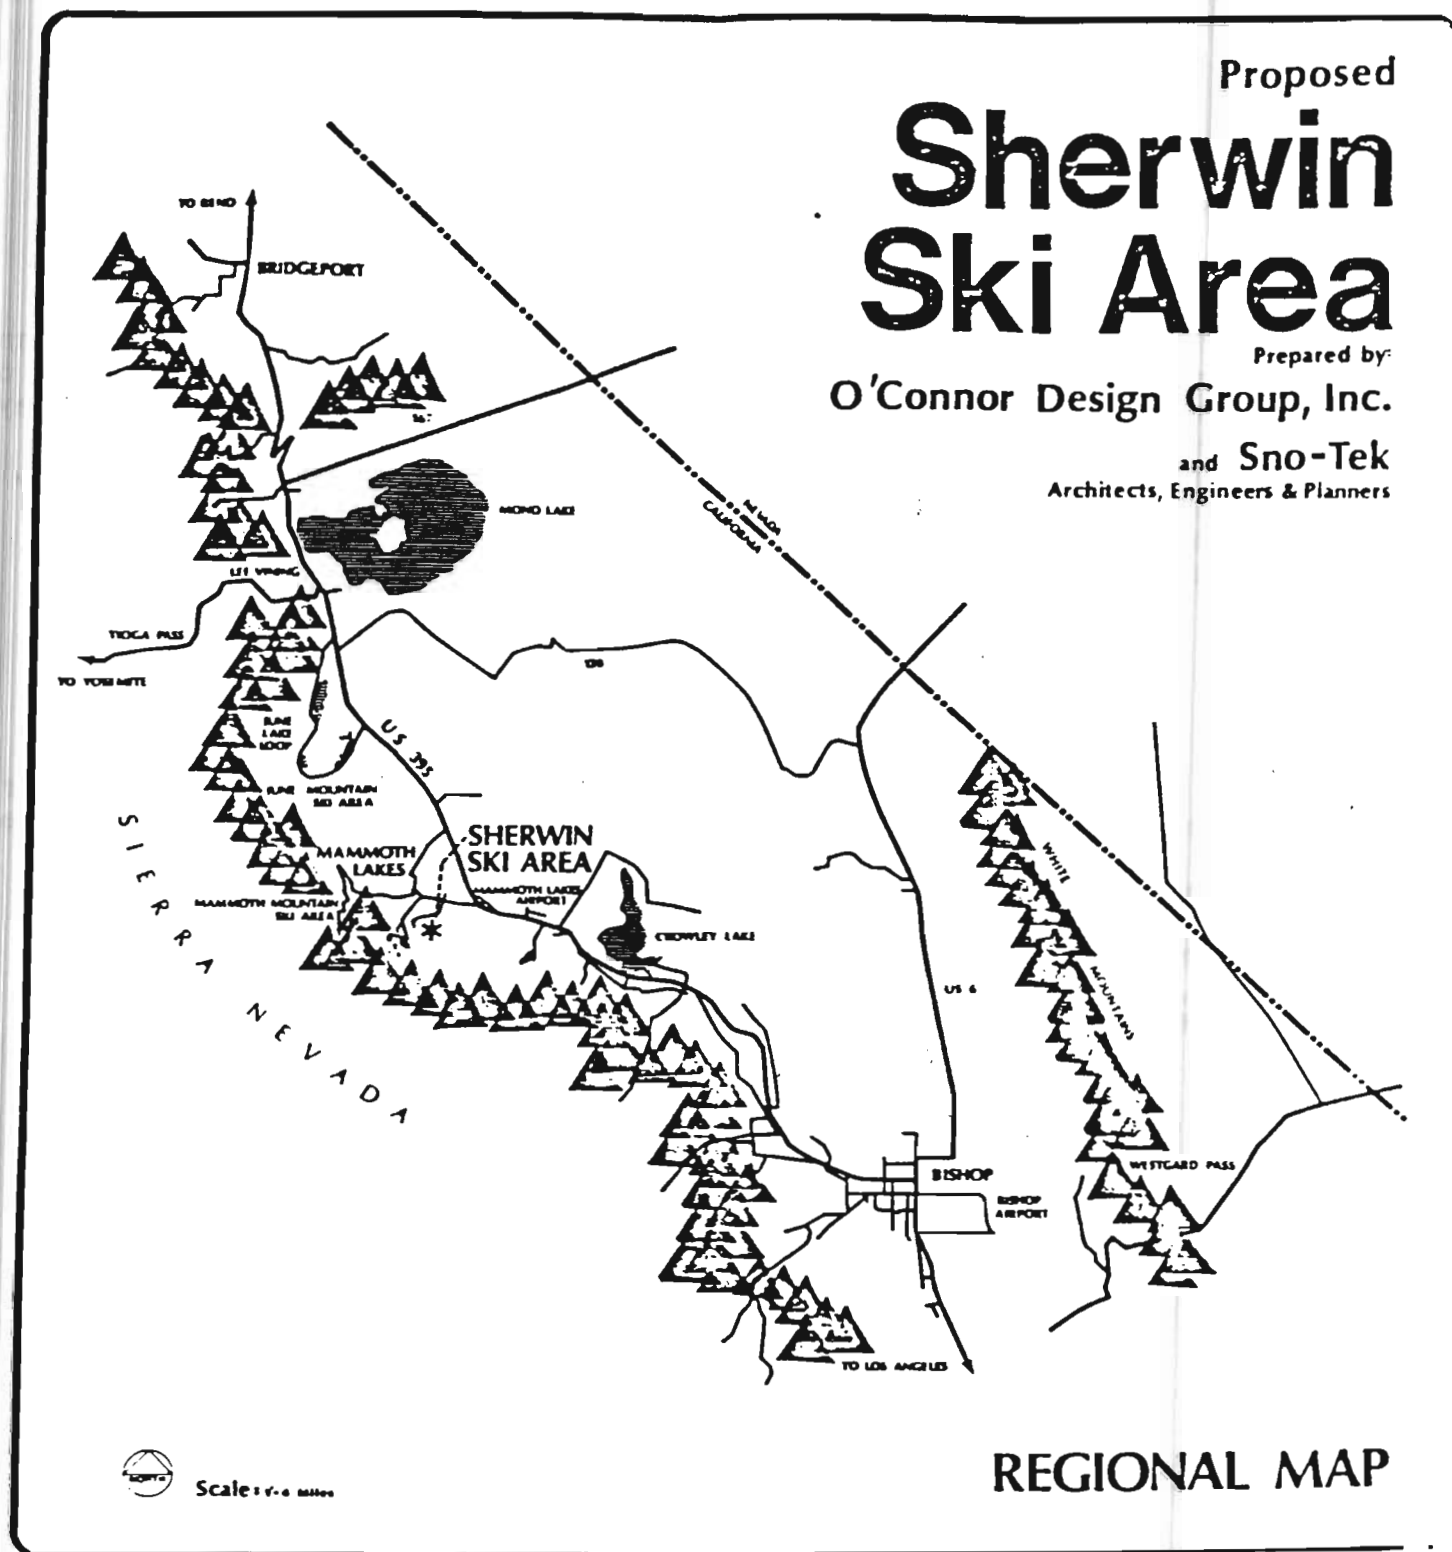 Proposed
Sherwin
Ski Area
Prepared by:
O'Connor Design Group, Inc.
and Sno-Tek
Architects, Engineers & Planners
TO RENO
BRIDGEPORT
MONO LAKE
NEVADA
CALIFORNIA
LEE VINING
TIOGA PASS
TO YOSEMITE
120
JUNE
LAKE
LOOP
US 395
JUNE MOUNTAIN
SKI AREA
SHERWIN
SKI AREA
MAMMOTH
LAKES
MAMMOTH LAKES
AIRPORT
MAMMOTH MOUNTAIN
SKI AREA
CROWLEY LAKE
SIERRA NEVADA
WHITE
MOUNTAINS
US 6
WESTGARD PASS
BISHOP
BISHOP
AIRPORT
TO LOS ANGELES
NORTH
Scale:
REGIONAL MAP